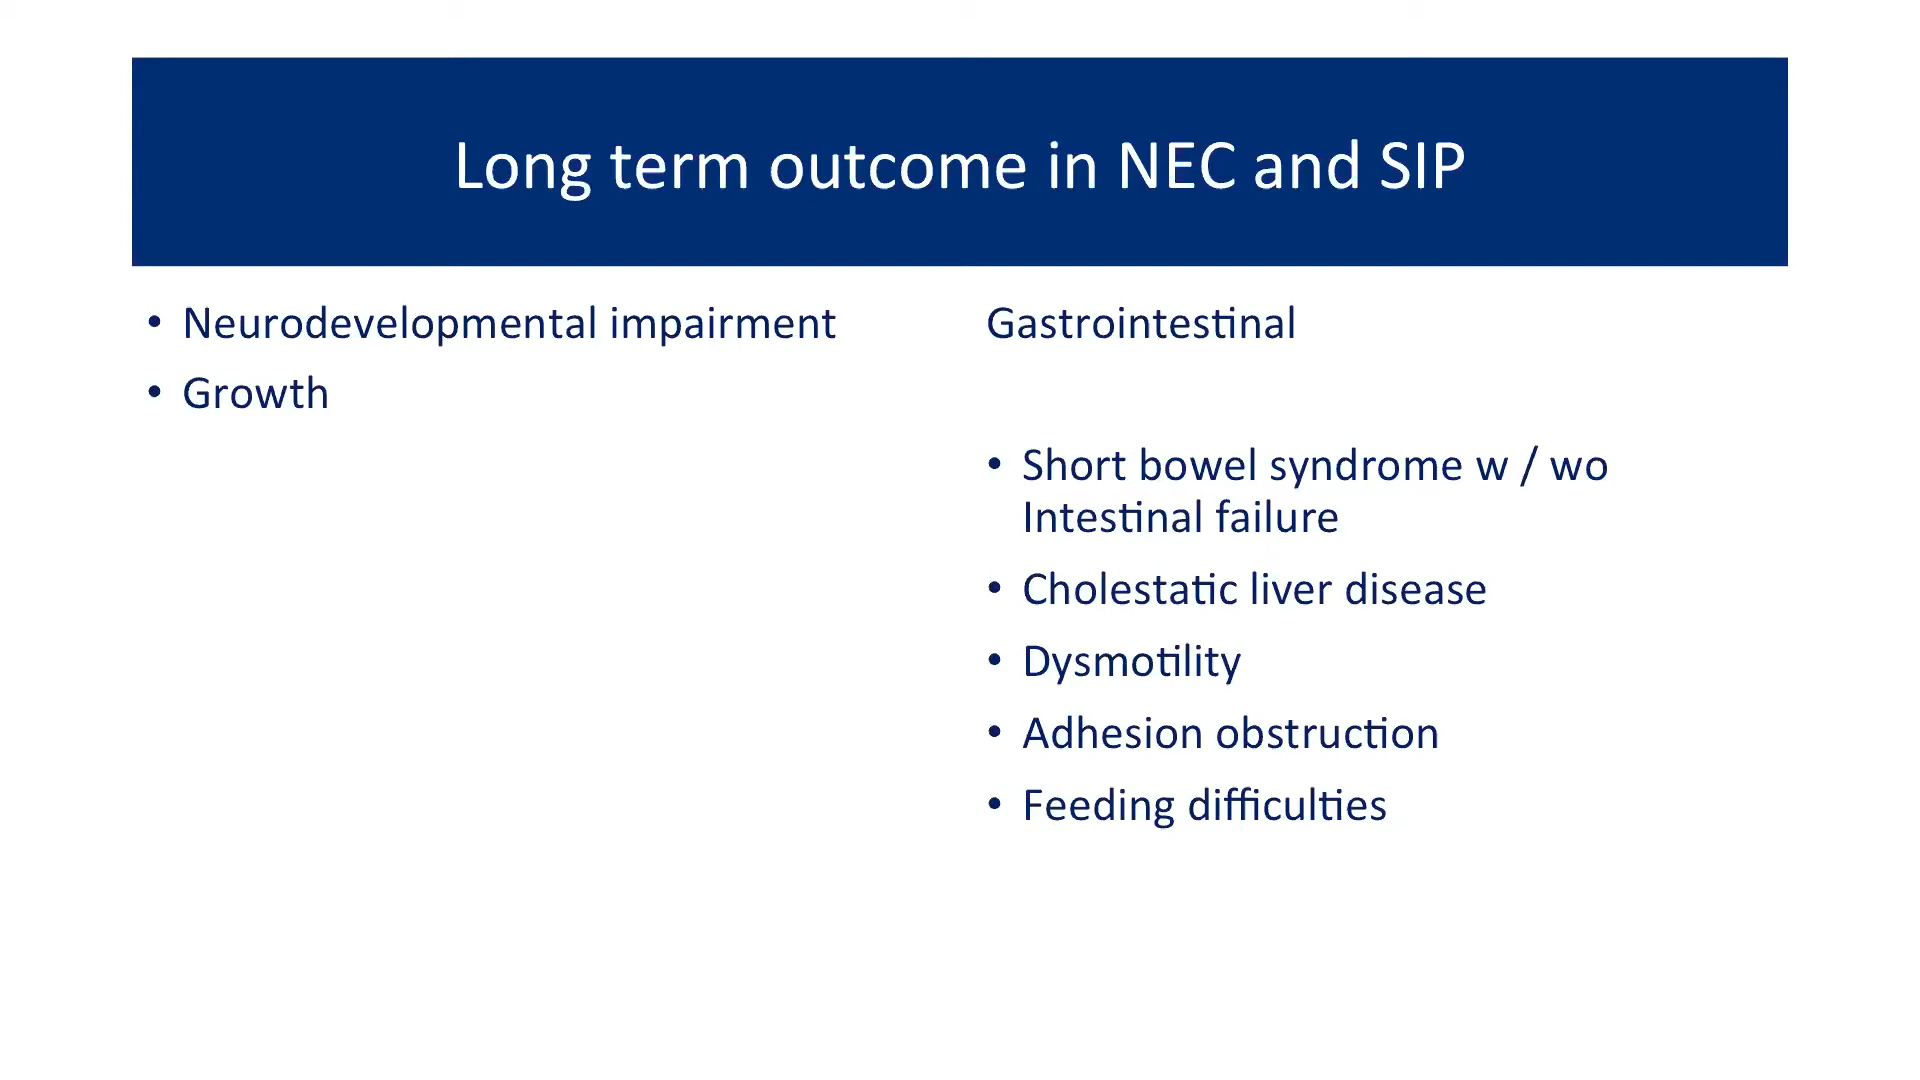 Long term outcome in NEC and SIP
• Neurodevelopmental impairment
• Growth
Gastrointestinal
• Short bowel syndrome w / wo
Intestinal failure
• Cholestatic liver disease
• Dysmotility
• Adhesion obstruction
• Feeding difficulties